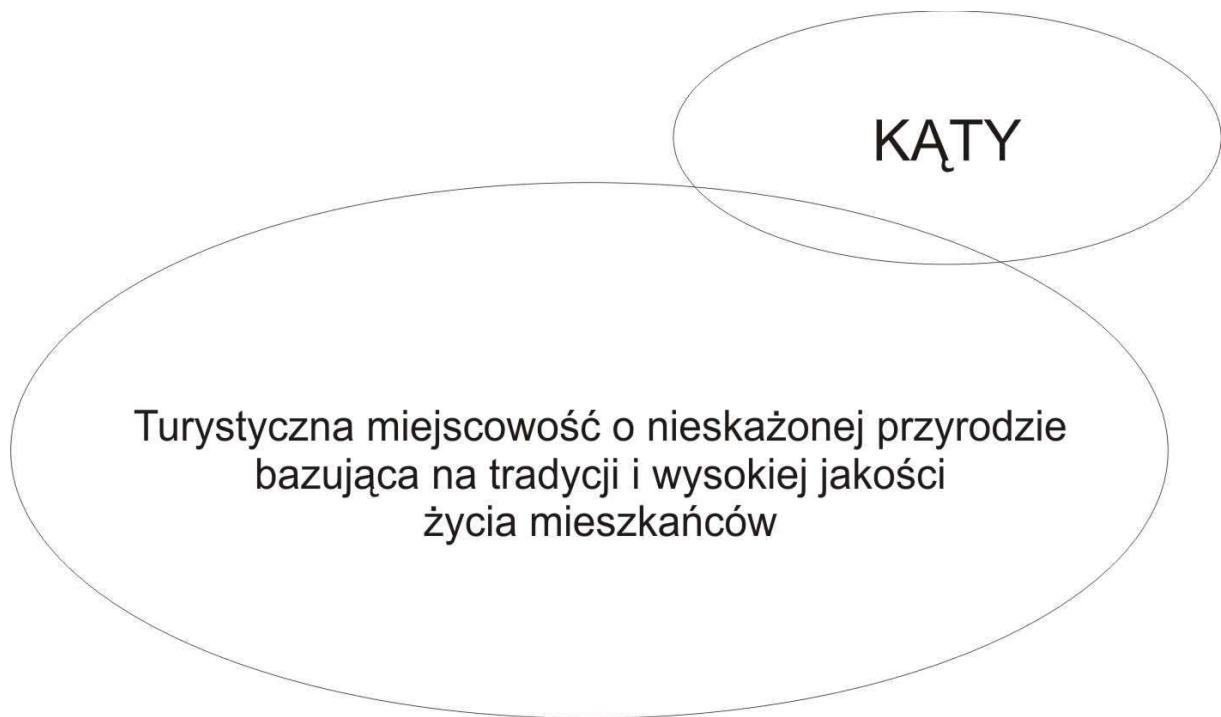 KĄTY
Turystyczna miejscowość o nieskażonej przyrodzie
bazująca na tradycji i wysokiej jakości
życia mieszkańców